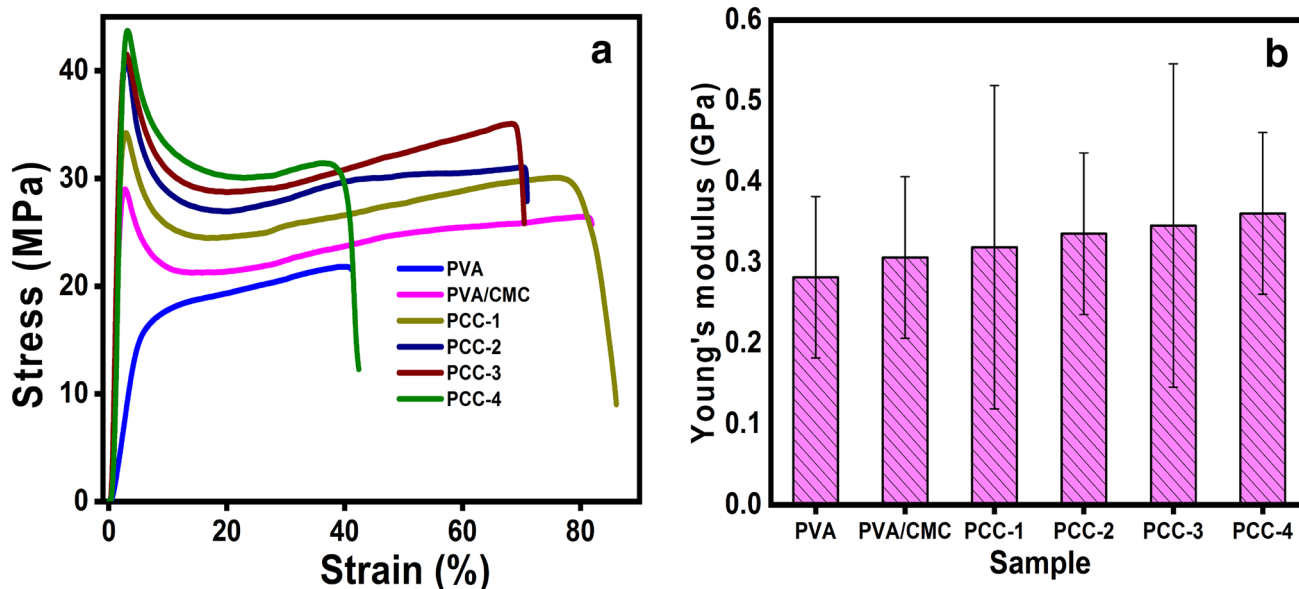 a
Stress (MPa)
40
30
20
10
0
0 20 40 60 80
Strain (%)
PVA
PVA/CMC
PCC-1
PCC-2
PCC-3
PCC-4
b
Young's modulus (GPa)
0.6
0.5
0.4
0.3
0.2
0.1
0.0
PVA PVA/CMC PCC-1 PCC-2 PCC-3 PCC-4
Sample